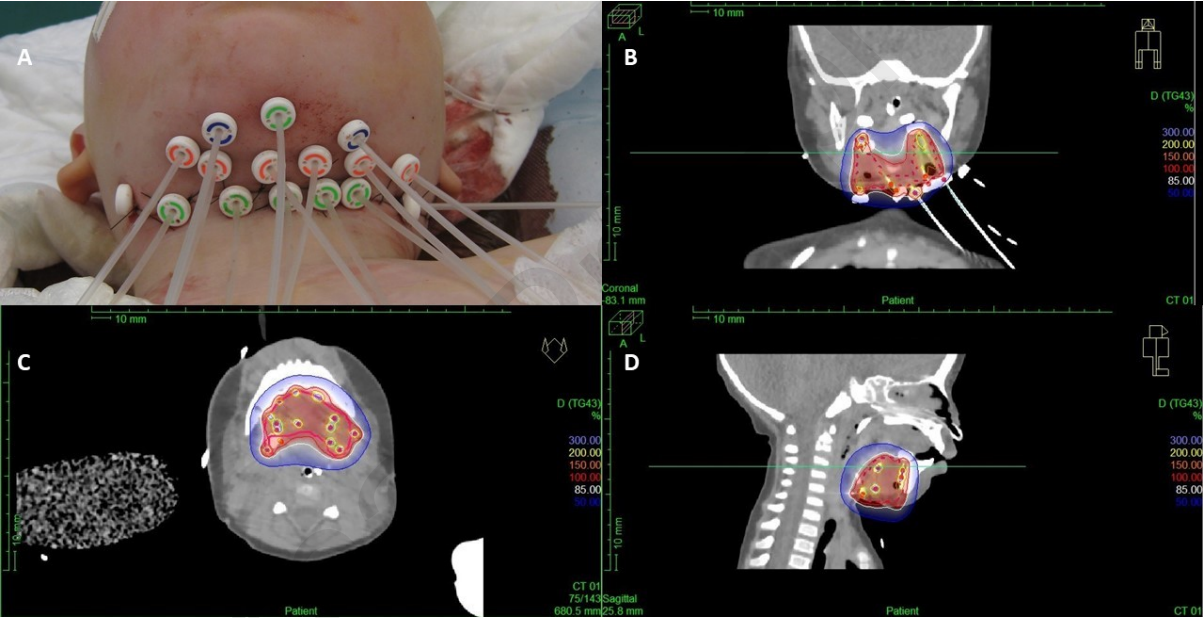 A
10 mm
A
L
B
D (TG43)
%
300.00
200.00
150.00
100.00
85.00
50.00
10 mm
Coronal
-83.1 mm
Patient
CT 01
10 mm
C
D (TG43)
%
300.00
200.00
150.00
100.00
85.00
50.00
CT 01
75/143
680.5 mm
Patient
10 mm
A
L
D
D (TG43)
%
300.00
200.00
150.00
100.00
85.00
50.00
10 mm
Sagittal
25.8 mm
Patient
CT 01